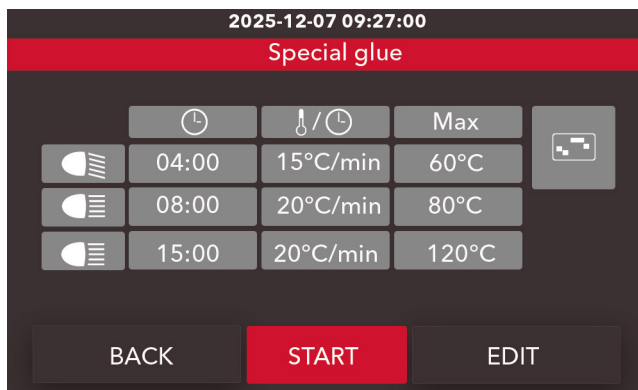 2025-12-07 09:27:00
Special glue
/ Max
04:00 15°C/min 60°C
08:00 20°C/min 80°C
15:00 20°C/min 120°C
BACK START EDIT